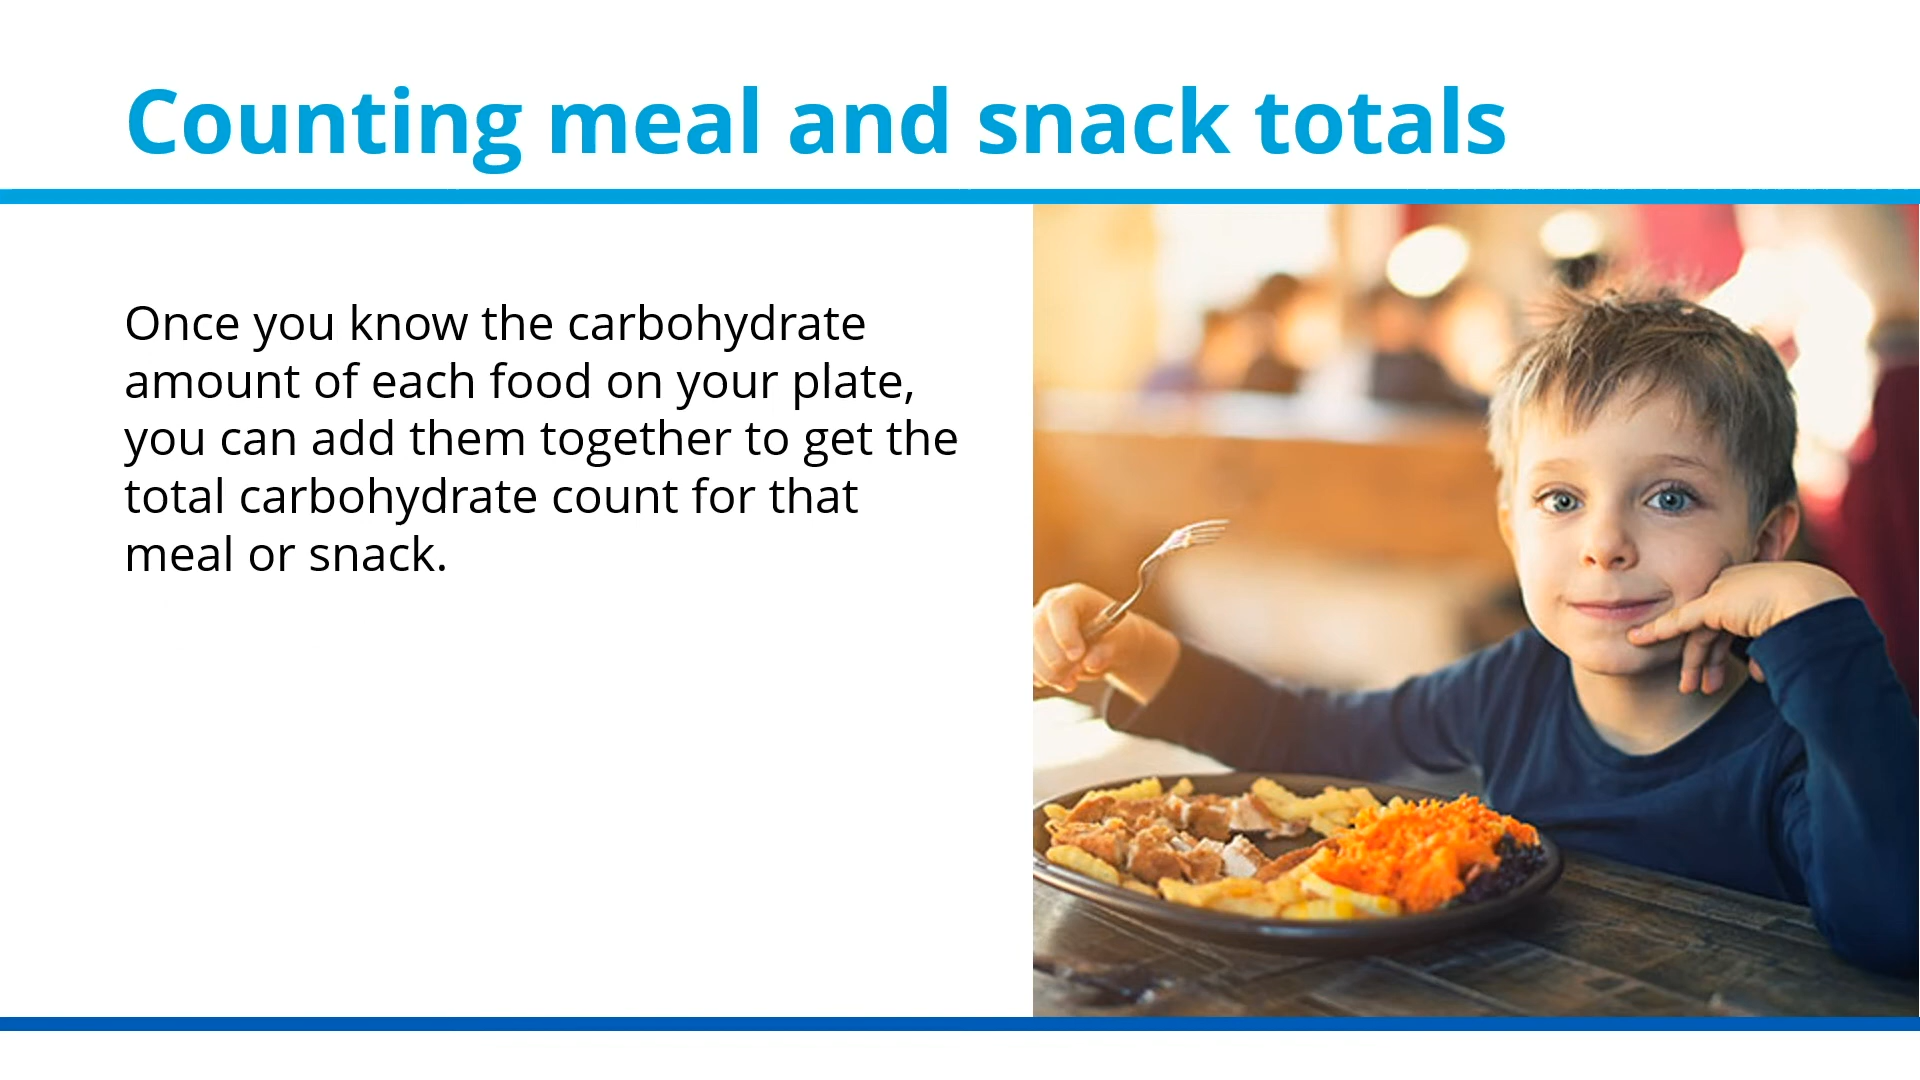 Counting meal and snack totals
Once you know the carbohydrate
amount of each food on your plate,
you can add them together to get the
total carbohydrate count for that
meal or snack.